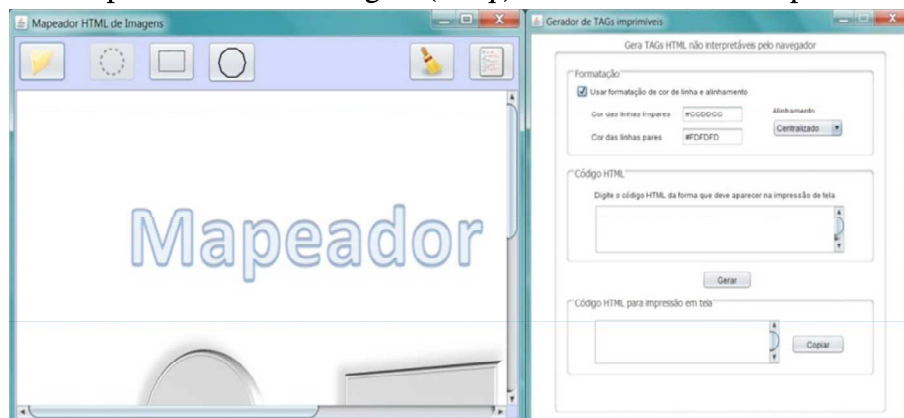 Mapeador HTML de Imagens
Mapeador
Gerador de TAGs imprimíveis
Gera TAGs HTML não interpretáveis pelo navegador
Formatação
Usar formatação de cor de linha e alinhamento
Cor das linhas ímpares
Alinhamento
Centralizado
Cor das linhas pares #FDFDFD
Código HTML
Digite o código HTML da forma que deve aparecer na impressão de tela
Gerar
Código HTML para impressão em tela
Copiar